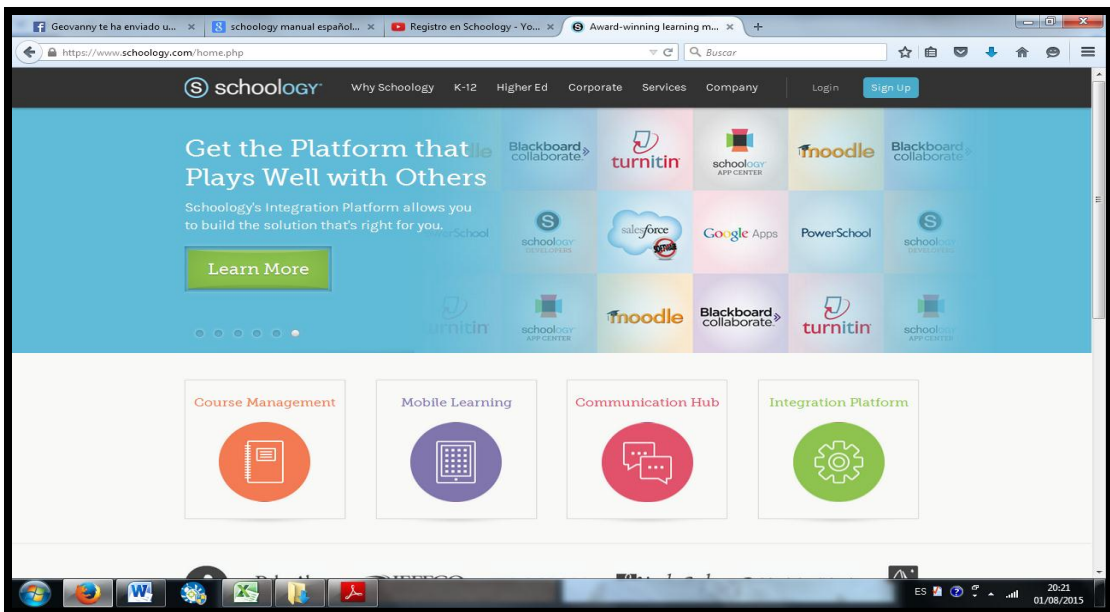 Geovanny te ha enviado u...
schoology manual español...
Registro en Schoology - Yo...
Award-winning learning m...
https://www.schoology.com/home.php
Buscar
S schoology
Why Schoology
K-12
Higher Ed
Corporate
Services
Company
Login
Sign Up
Get the Platform that
Plays Well with Others
Schoology's Integration Platform allows you
to build the solution that's right for you.
Learn More
Blackboard
collaborate
turnitin
schoology
APP CENTER
moodle
Blackboard
collaborate
PowerSchool
S
schoology
DEVELOPERS
salesforce
Google Apps
PowerSchool
S
schoology
DEVELOPERS
turnitin
schoology
APP CENTER
moodle
Blackboard
collaborate
turnitin
schoology
APP CENTER
Course Management
Mobile Learning
Communication Hub
Integration Platform
ES
20:21
01/08/2015